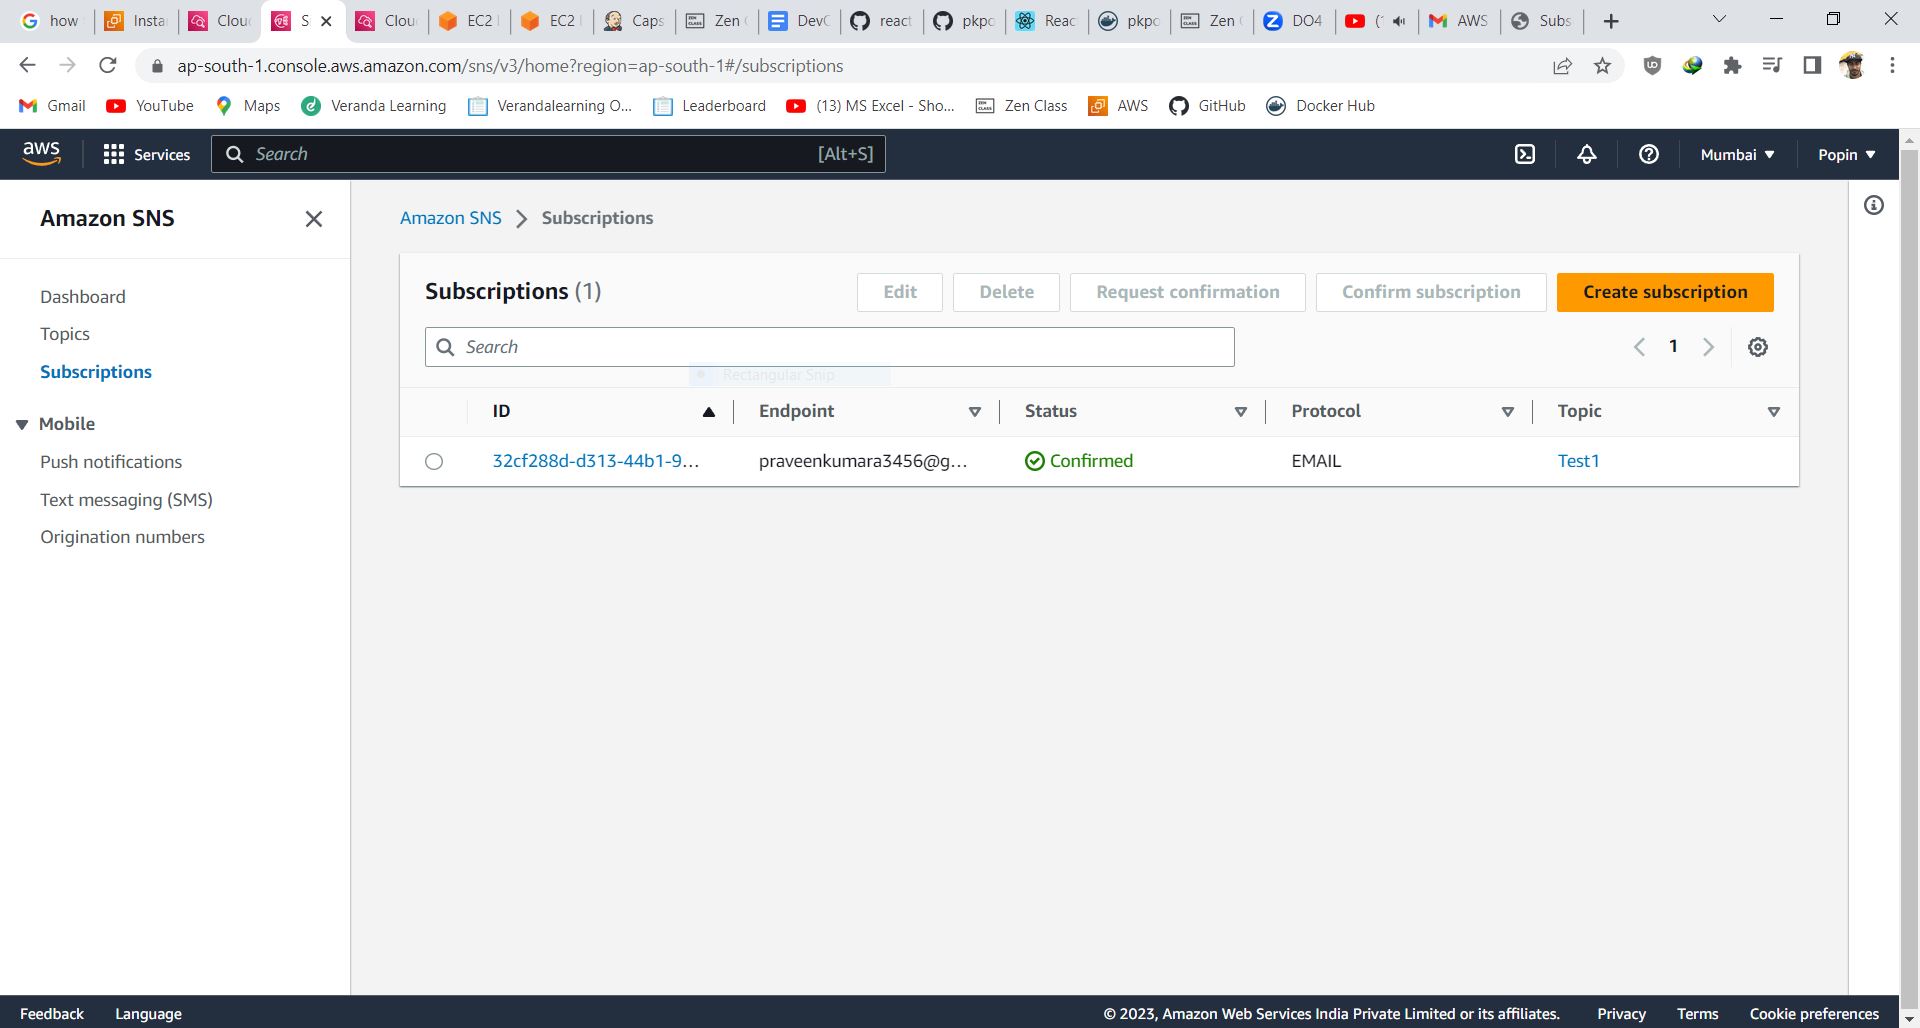 how
Insta
Clou
S
Clou
EC2
EC2
Caps
Zen
DevO
react
pkpo
Reac
pkpo
Zen
DO4
(
AWS
Subs
ap-south-1.console.aws.amazon.com/sns/v3/home?region=ap-south-1#/subscriptions
Gmail
YouTube
Maps
Veranda Learning
Verandalearning O...
Leaderboard
(13) MS Excel - Sho...
Zen Class
AWS
GitHub
Docker Hub
aws
Services
Search
[Alt+S]
Mumbai
Popin
Amazon SNS
Dashboard
Topics
Subscriptions
Mobile
Push notifications
Text messaging (SMS)
Origination numbers
Amazon SNS
Subscriptions
Subscriptions (1)
Edit
Delete
Request confirmation
Confirm subscription
Create subscription
Search
1
Rectangular Snip
ID
Endpoint
Status
Protocol
Topic
32cf288d-d313-44b1-9...
praveenkumara3456@g...
Confirmed
EMAIL
Test1
Feedback
Language
© 2023, Amazon Web Services India Private Limited or its affiliates.
Privacy
Terms
Cookie preferences